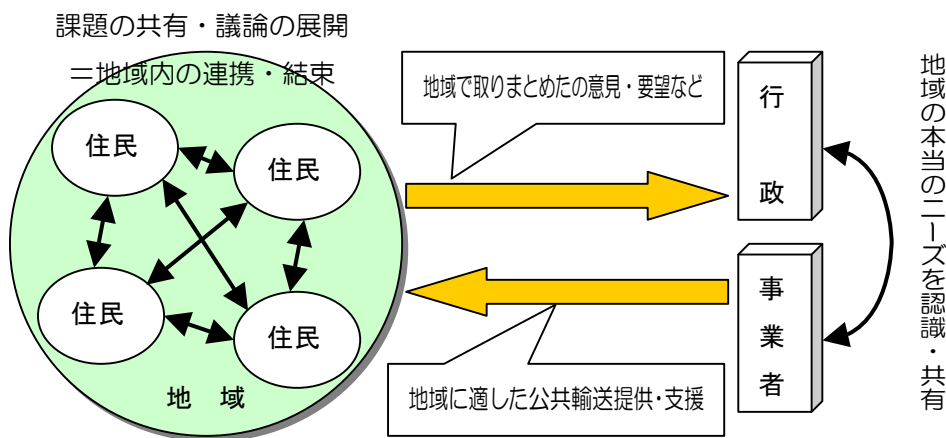 課題の共有・議論の展開
＝地域内の連携・結束
住民
住民
住民
住民
地 域
地域で取りまとめたの意見・要望など
地域に適した公共輸送提供・支援
行政
事業者
地域の本当のニーズを認識・共有